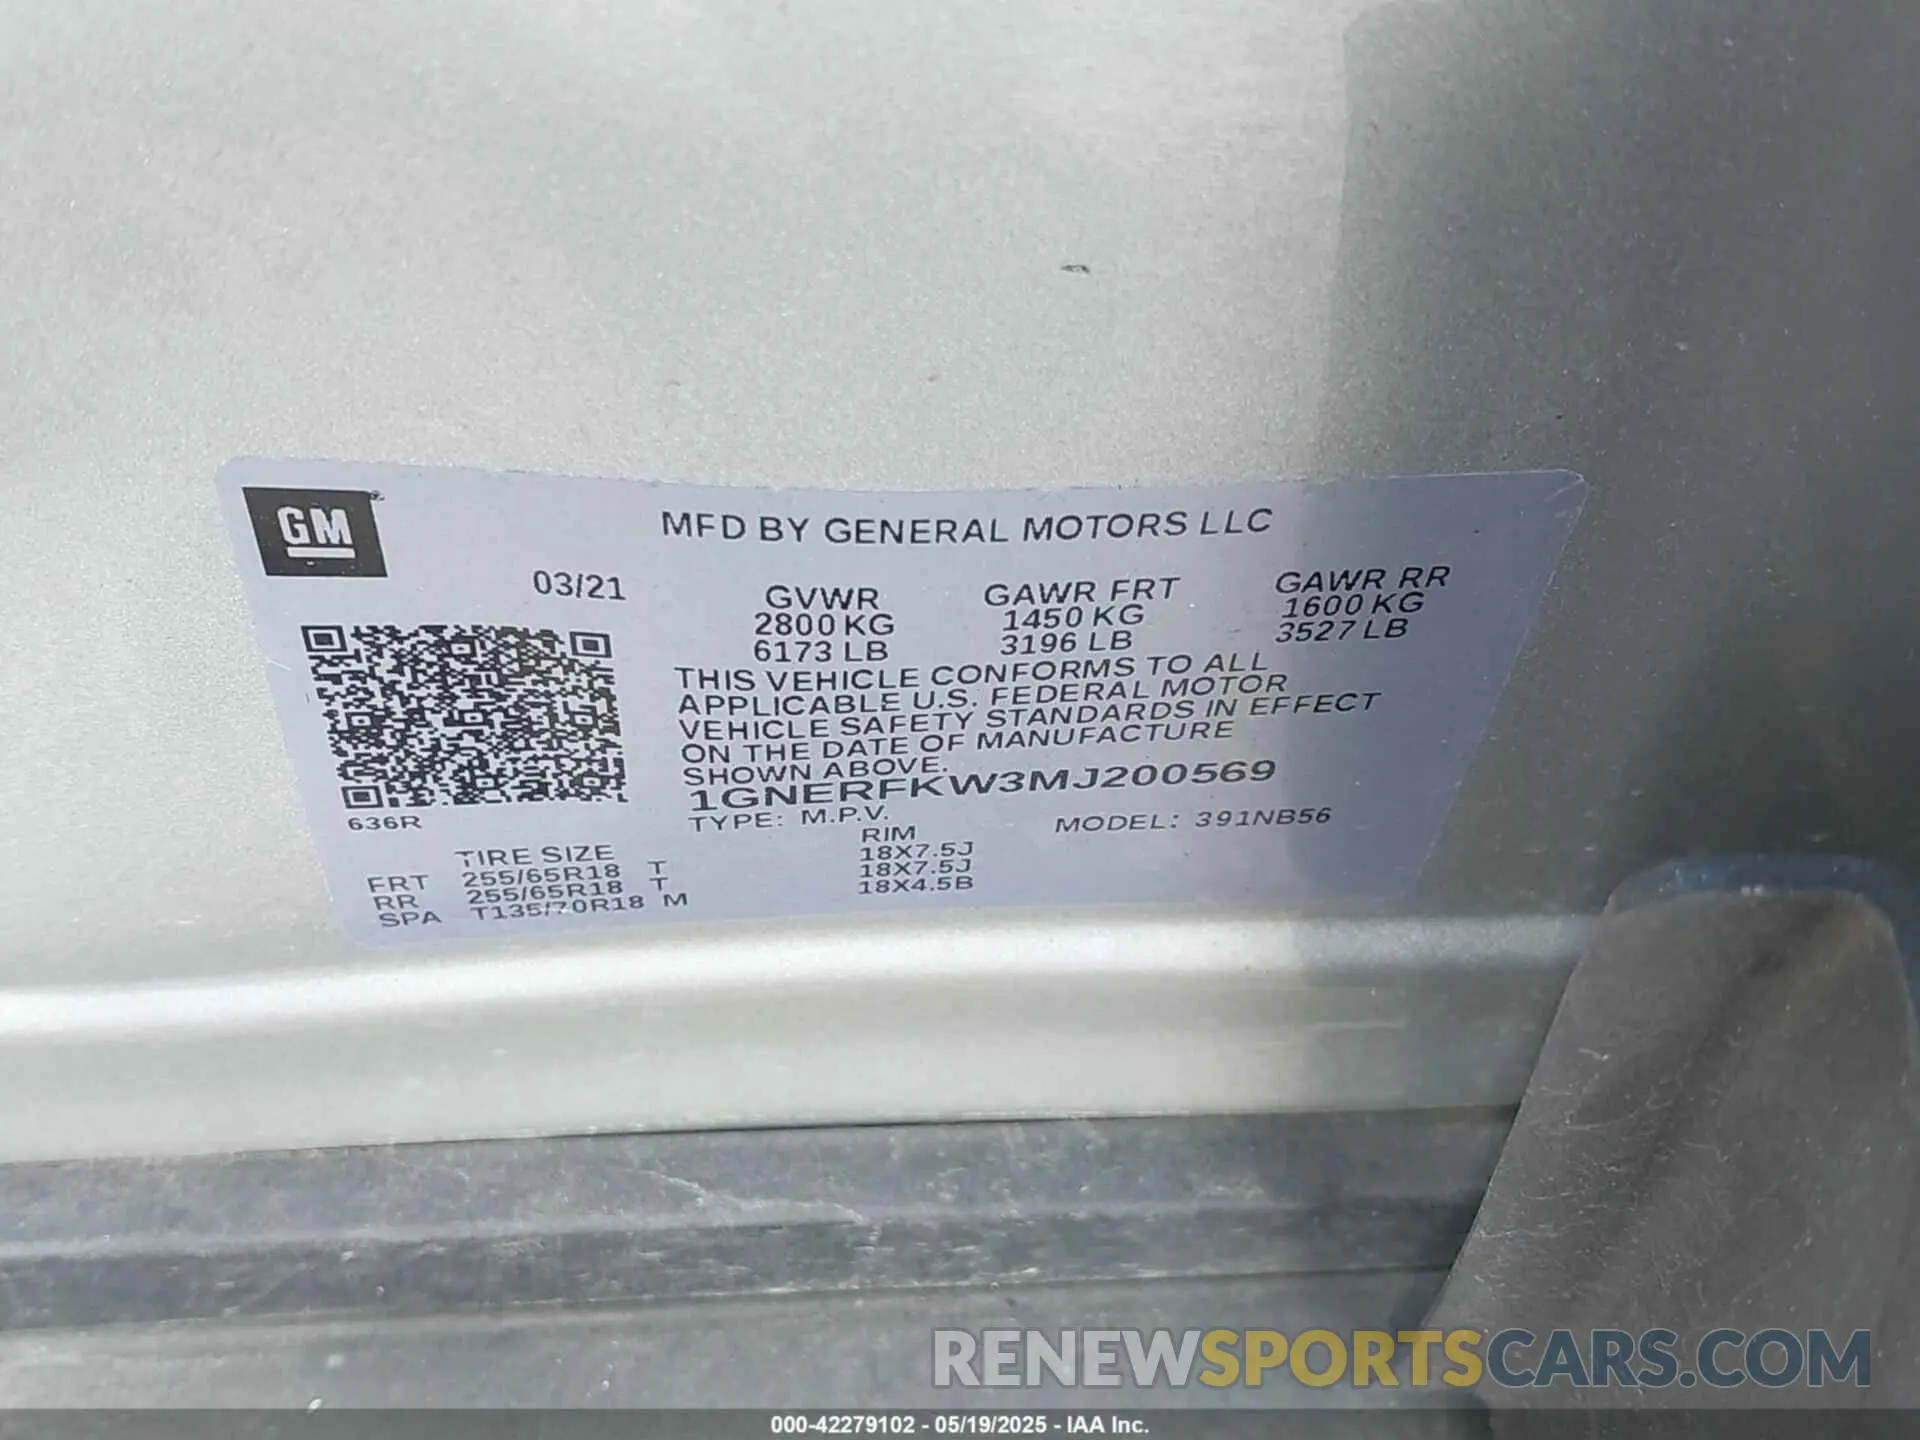 GM
MFD BY GENERAL MOTORS LLC
03/21
GVWR GAWR FRT GAWR RR
2800 KG 1450 KG 1600 KG
6173 LB 3196 LB 3527 LB
THIS VEHICLE CONFORMS TO ALL
APPLICABLE U.S. FEDERAL MOTOR
VEHICLE SAFETY STANDARDS IN EFFECT
ON THE DATE OF MANUFACTURE
SHOWN ABOVE.
1GNERFKW3MJ200569
636R
TYPE: M.P.V. MODEL: 391NB56
TIRE SIZE RIM
FRT 255/65R18 T 18X7.5J
RR 255/65R18 T 18X7.5J
SPA T135/70R18 M 18X4.5B
RENEWSPORTSCARS.COM
000-42279102 - 05/19/2025 - IAA Inc.